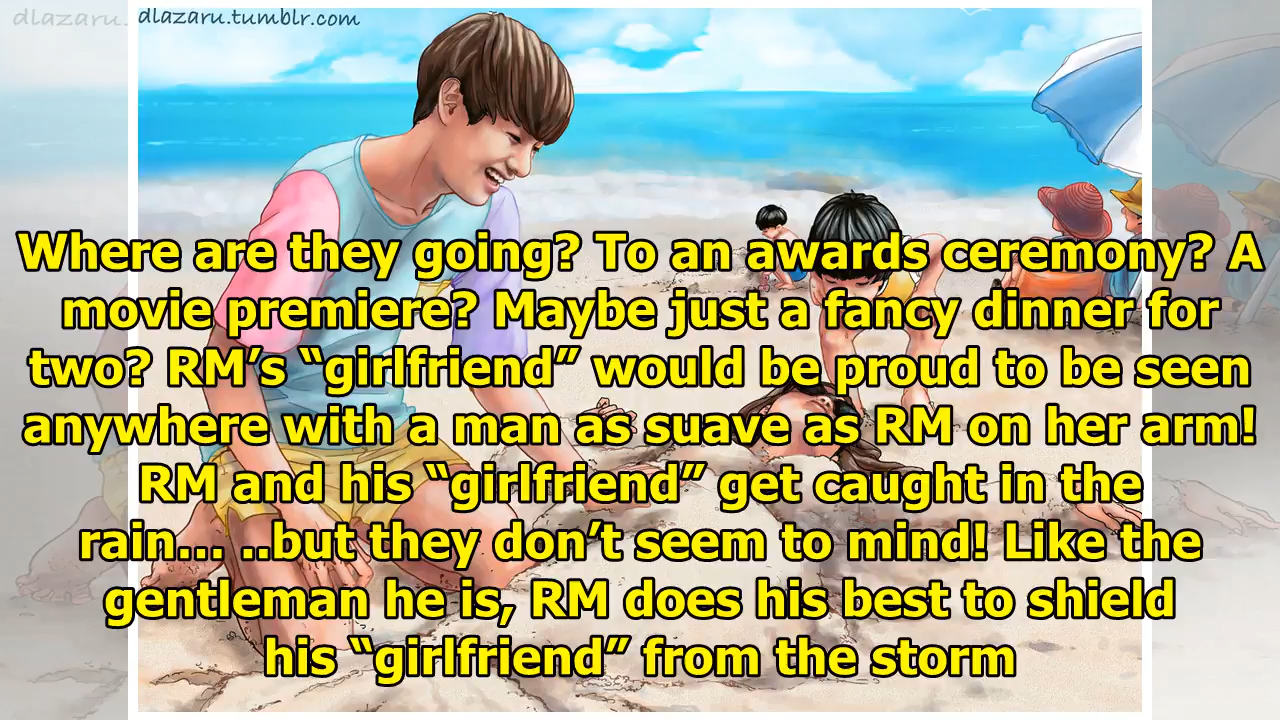 dlazaru. dlazaru.tumblr.com
Where are they going? To an awards ceremony? A
movie premiere? Maybe just a fancy dinner for
two? RM’s “girlfriend” would be proud to be seen
anywhere with a man as suave as RM on her arm!
RM and his “girlfriend” get caught in the
rain... ..but they don’t seem to mind! Like the
gentleman he is, RM does his best to shield
his “girlfriend” from the storm